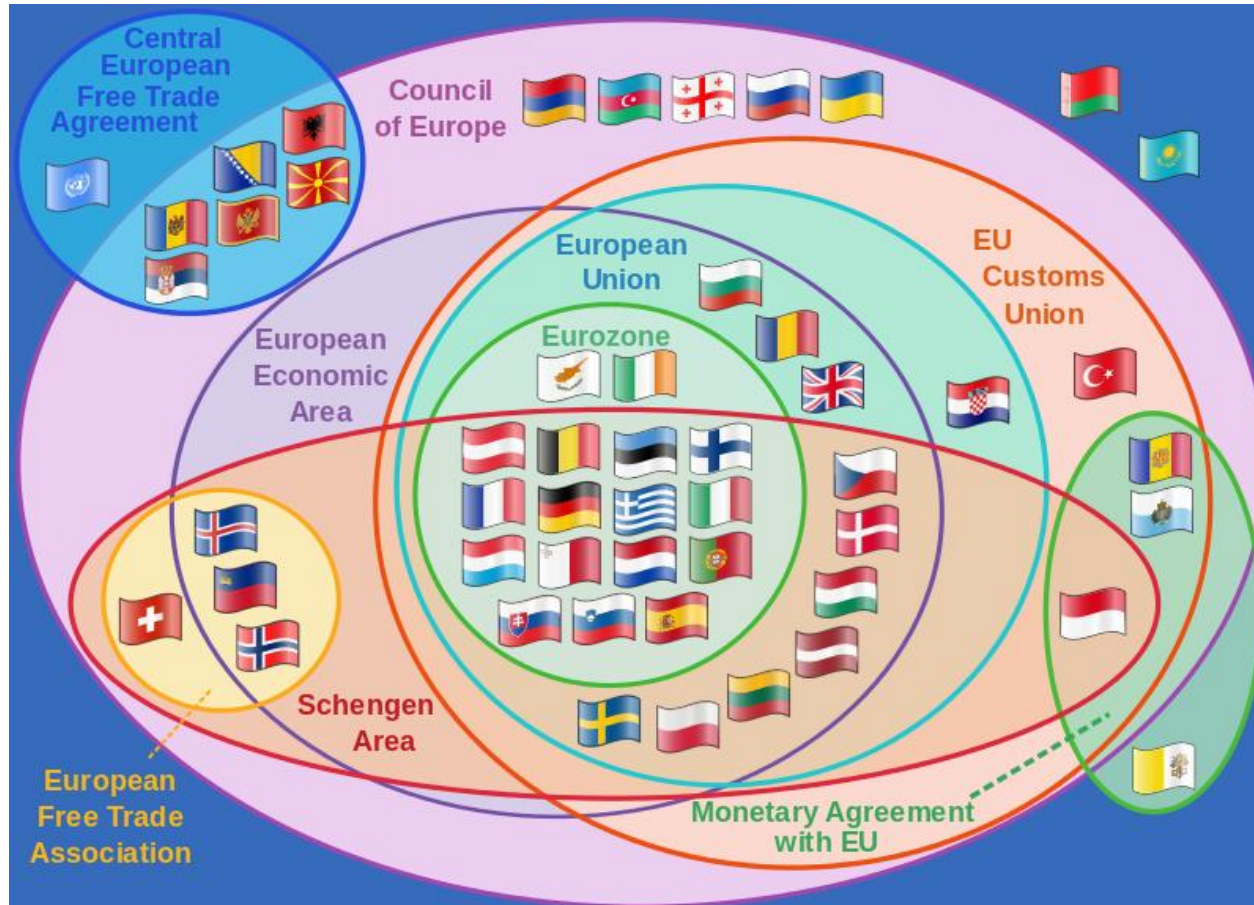 Central
European
Free Trade
Agreement
Council
of Europe
European
Union
EU
Customs
Union
Eurozone
European
Economic
Area
Schengen
Area
European
Free Trade
Association
Monetary Agreement
with EU